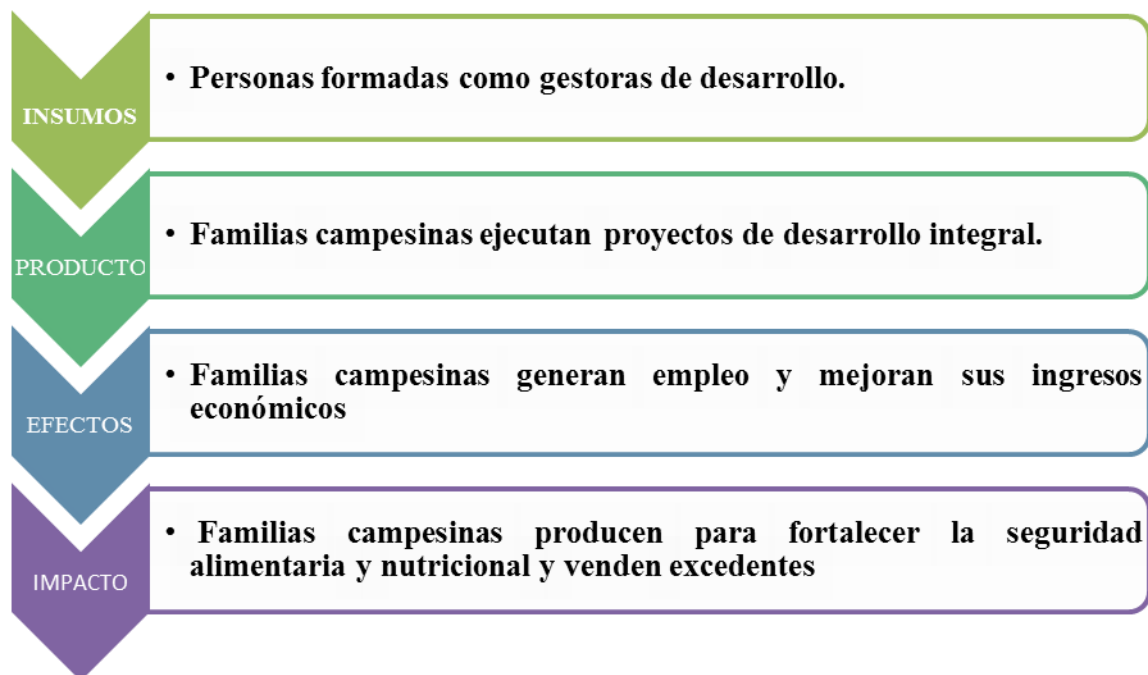 INSUMOS
• Personas formadas como gestoras de desarrollo.
PRODUCTO
• Familias campesinas ejecutan proyectos de desarrollo integral.
EFECTOS
• Familias campesinas generan empleo y mejoran sus ingresos
económicos
IMPACTO
• Familias campesinas producen para fortalecer la seguridad
alimentaria y nutricional y venden excedentes